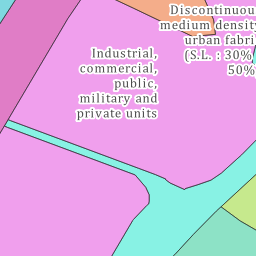 Discontinuou
medium density
urban fabri
(S.L. : 30%
50%
Industrial,
commercial,
public,
military and
private units